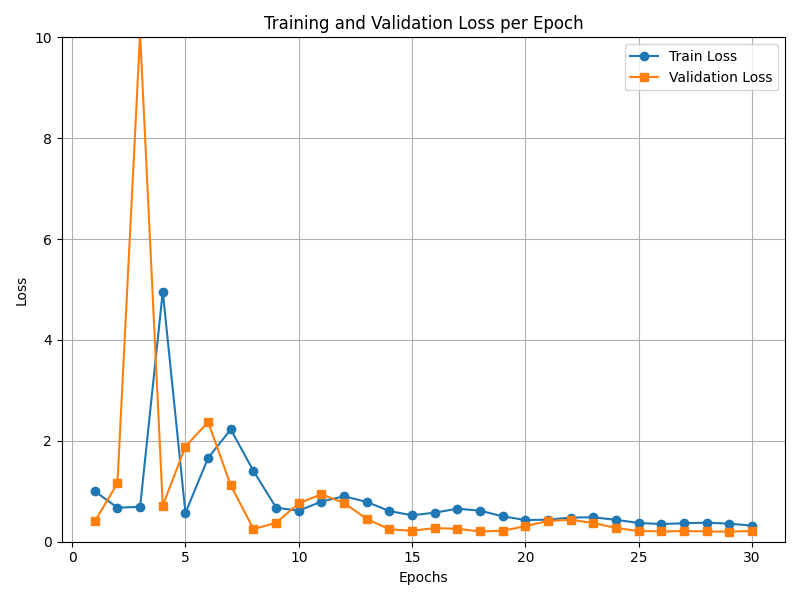 Training and Validation Loss per Epoch
Train Loss
Validation Loss
Loss
10
8
6
4
2
0
0 5 10 15 20 25 30
Epochs